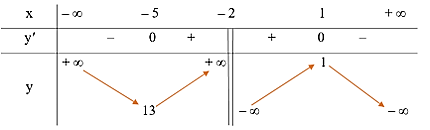 x − ∞ − 5 − 2 1 + ∞
y′ − 0 + + 0 −
+ ∞ + ∞ 1
y
13 − ∞ − ∞